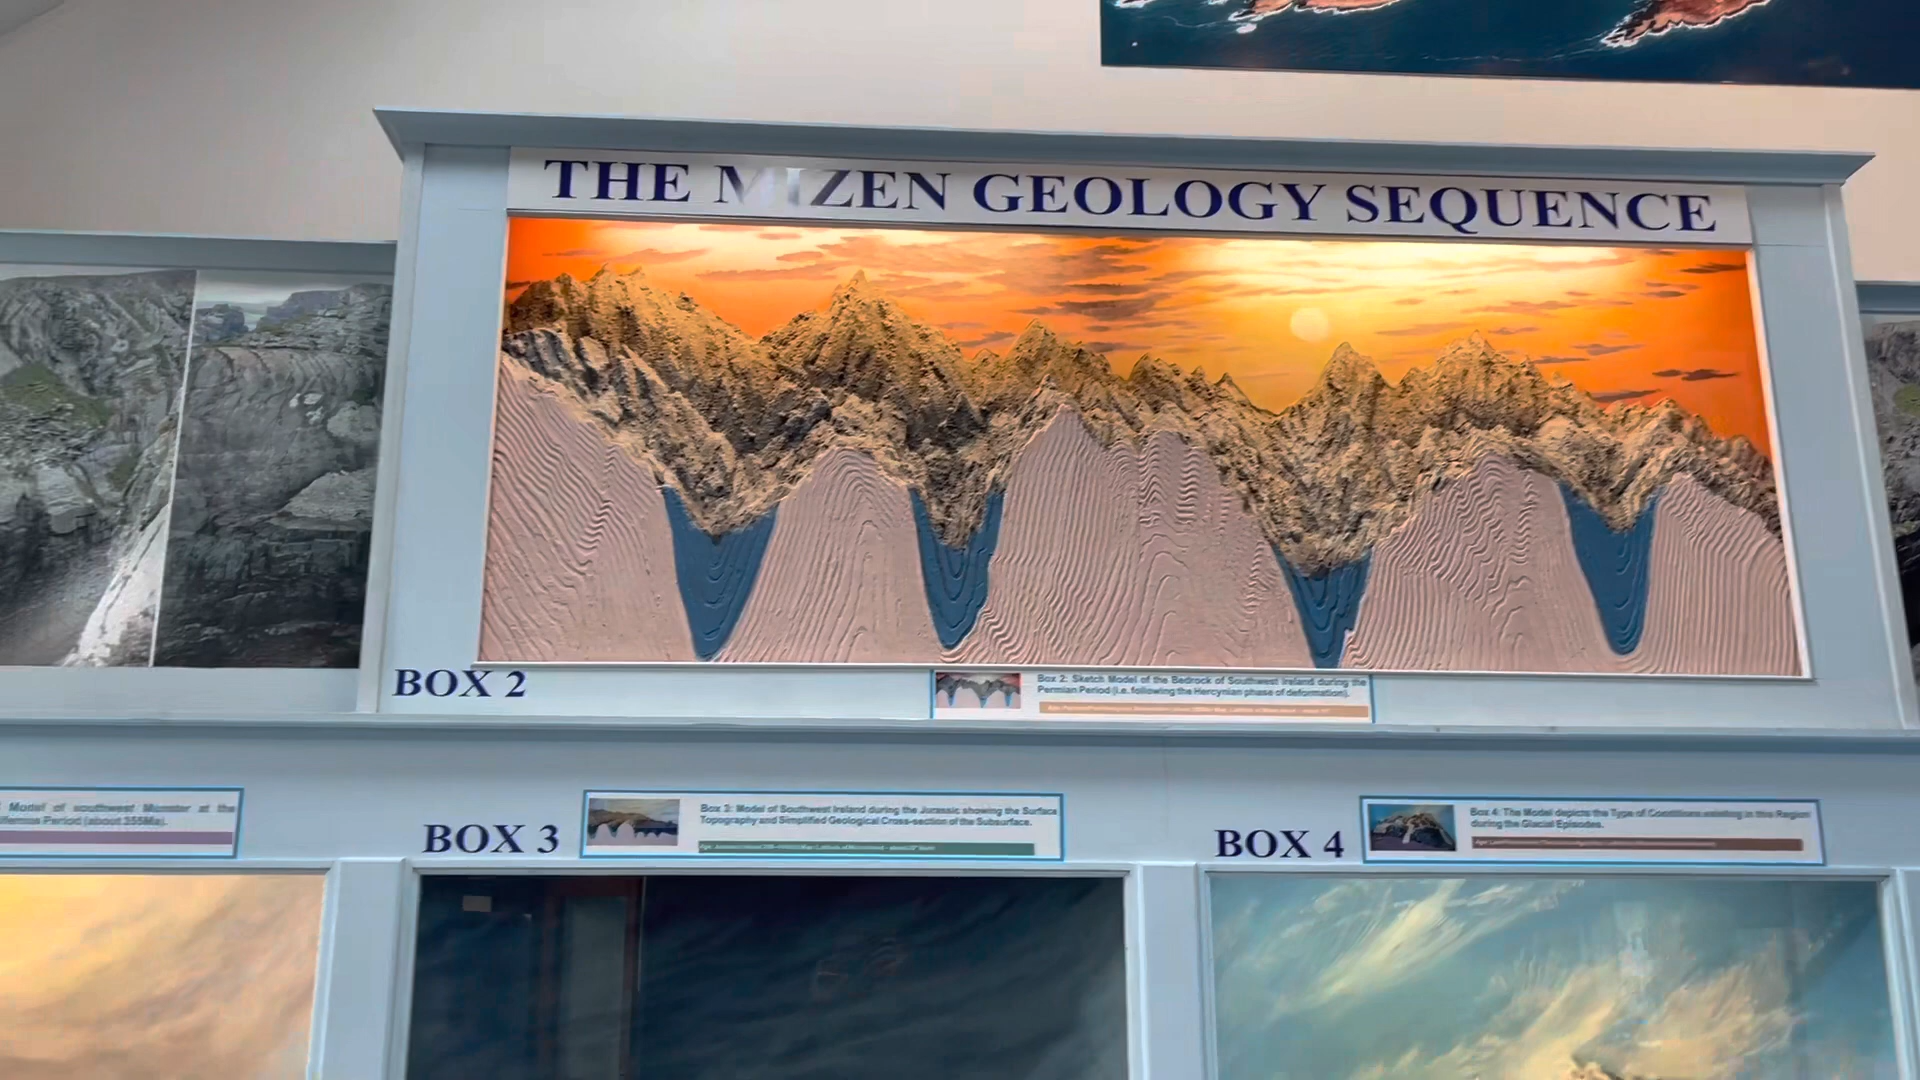 THE MIZEN GEOLOGY SEQUENCE
BOX 2
Box 2: Sketch Model of the Bedrock of Southwest Ireland during the
Permian Period (i.e. following the Hercynian phase of deformation).
Model of southwest Munster at the
Period (about 355Ma).
BOX 3
Box 3: Model of Southwest Ireland during the Jurassic showing the Surface
Topography and Simplified Geological Cross-section of the Subsurface.
BOX 4
Box 4: The Model depicts the Type of Conditions existing in this Region
during the Glacial Episodes.